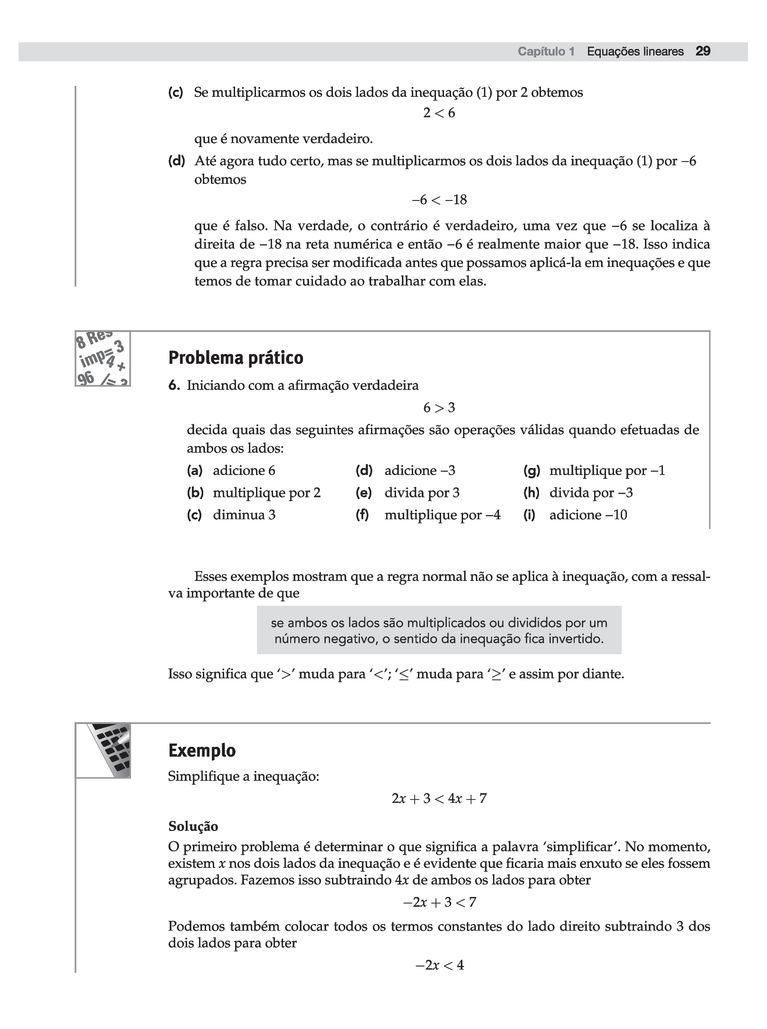 Capítulo 1 Equações lineares 29
(c) Se multiplicarmos os dois lados da inequação (1) por 2 obtemos
2 < 6
que é novamente verdadeiro.
(d) Até agora tudo certo, mas se multiplicarmos os dois lados da inequação (1) por −6
obtemos
−6 < −18
que é falso. Na verdade, o contrário é verdadeiro, uma vez que −6 se localiza à
direita de −18 na reta numérica e então −6 é realmente maior que −18. Isso indica
que a regra precisa ser modificada antes que possamos aplicá-la em inequações e que
temos de tomar cuidado ao trabalhar com elas.
8 Res
imp= 3
4 +
96
Problema prático
6. Iniciando com a afirmação verdadeira
6 > 3
decida quais das seguintes afirmações são operações válidas quando efetuadas de
ambos os lados:
(a) adicione 6 (d) adicione −3 (g) multiplique por −1
(b) multiplique por 2 (e) divida por 3 (h) divida por −3
(c) diminua 3 (f) multiplique por −4 (i) adicione −10
Esses exemplos mostram que a regra normal não se aplica à inequação, com a ressal-
va importante de que
se ambos os lados são multiplicados ou divididos por um
número negativo, o sentido da inequação fica invertido.
Isso significa que ‘>’ muda para ‘<’; ‘≤’ muda para ‘≥’ e assim por diante.
Exemplo
Simplifique a inequação:
2x + 3 < 4x + 7
Solução
O primeiro problema é determinar o que significa a palavra ‘simplificar’. No momento,
existem x nos dois lados da inequação e é evidente que ficaria mais enxuto se eles fossem
agrupados. Fazemos isso subtraindo 4x de ambos os lados para obter
−2x + 3 < 7
Podemos também colocar todos os termos constantes do lado direito subtraindo 3 dos
dois lados para obter
−2x < 4